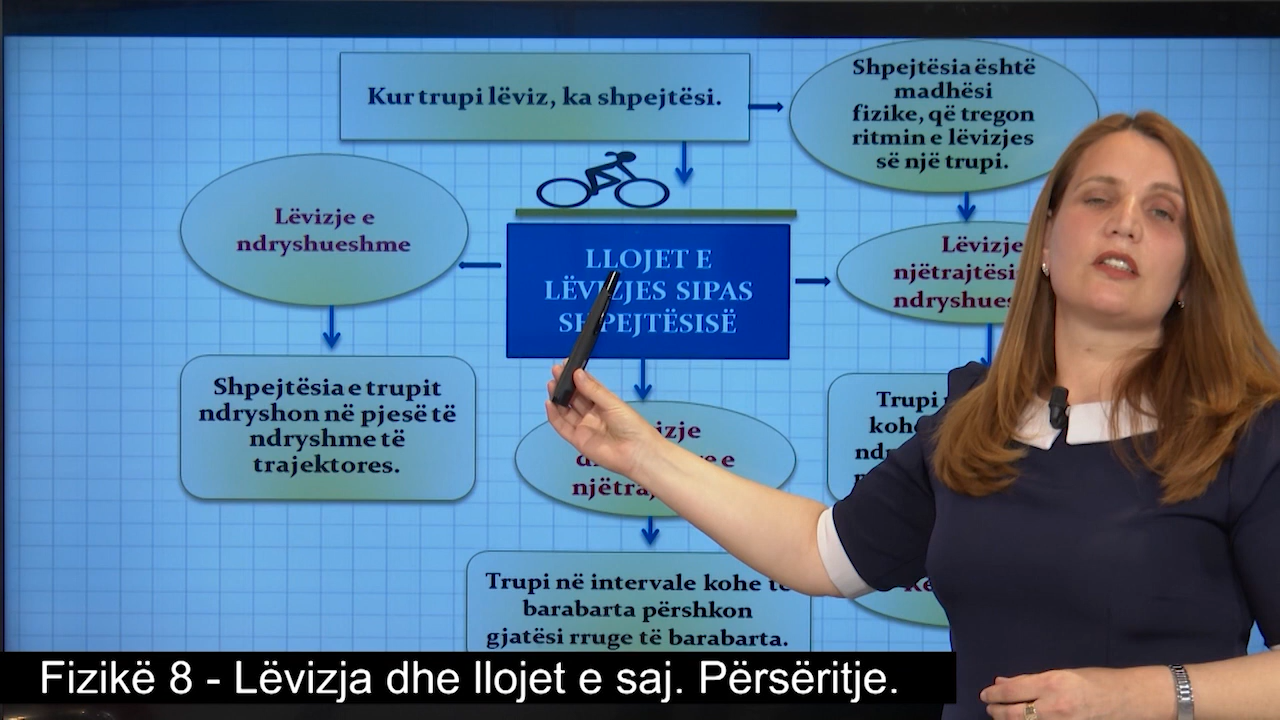 Kur trupi lëviz, ka shpejtësi.
Shpejtësia është
madhësi
fizike, që tregon
ritmin e lëvizjes
së një trupi.
Lëvizje e
ndryshueshme
LLOJET E
LËVIZJES SIPAS
SHPEJTËSISË
Lëvizje
Shpejtësia e trupit
ndryshon në pjesë të
ndryshme të
trajektores.
Trupi
Trupi në intervale kohe të
barabarta përshkon
gjatësi rruge të barabarta.
Fizikë 8 - Lëvizja dhe llojet e saj. Përsëritje.